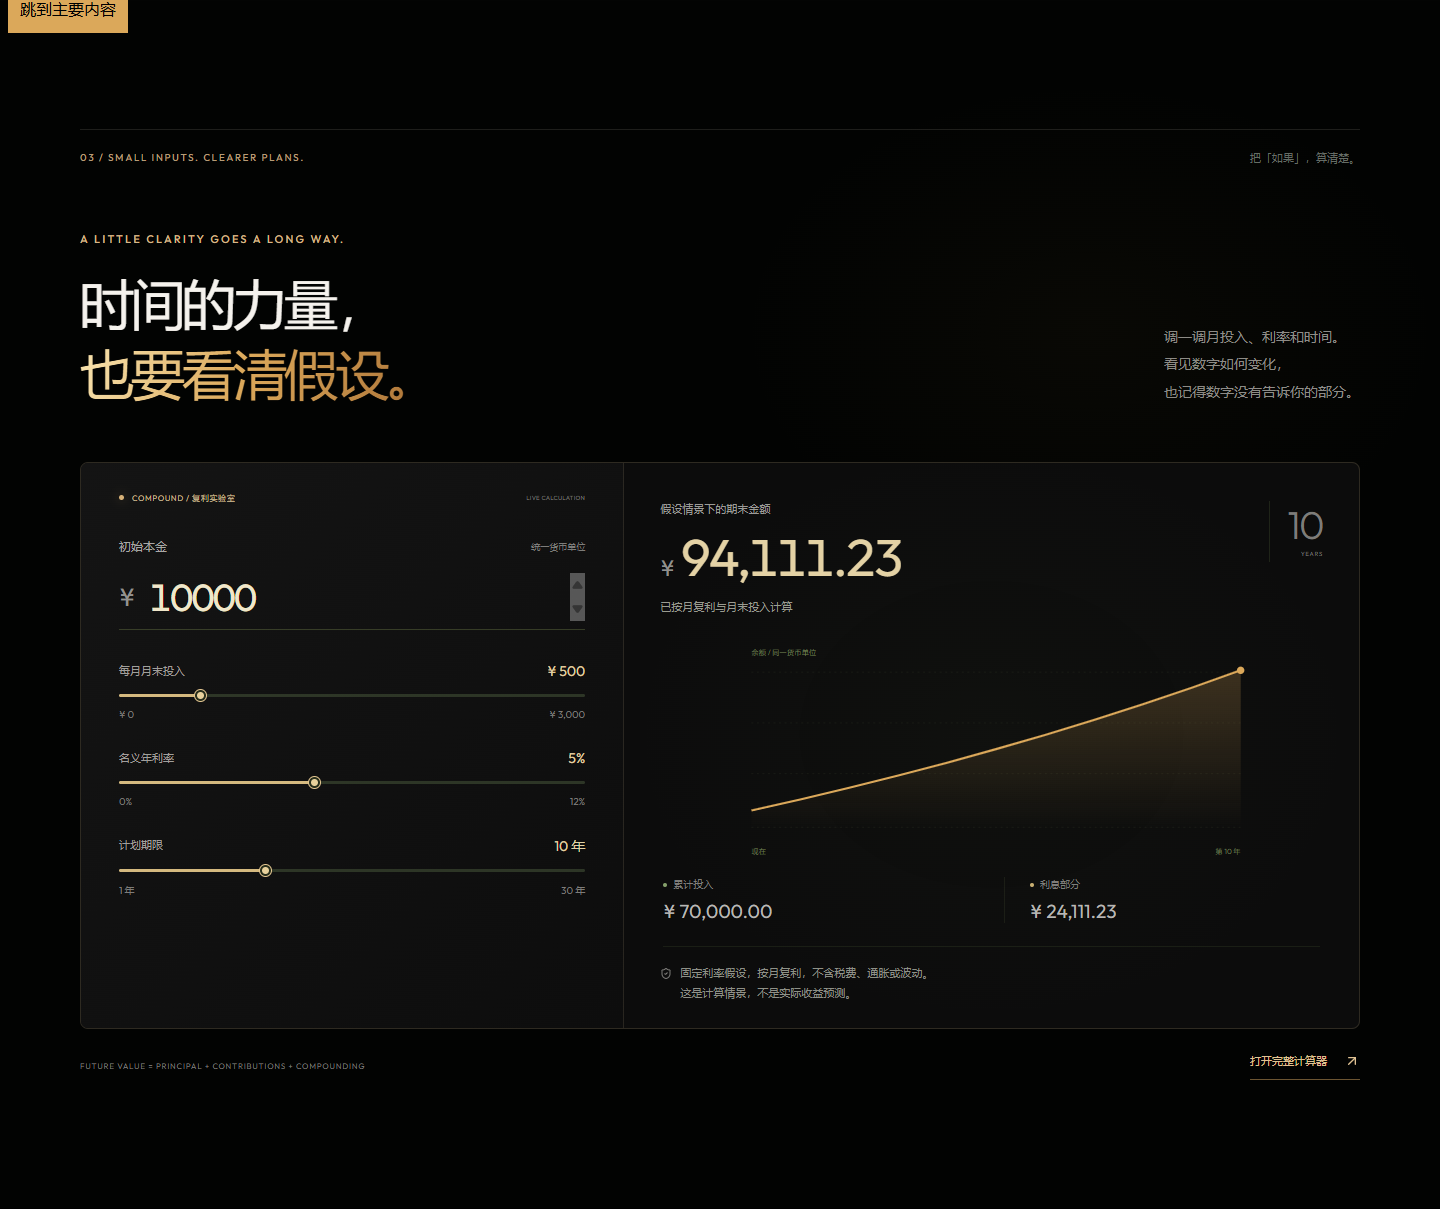 跳到主要内容
03 / SMALL INPUTS. CLEARER PLANS.
把「如果」，算清楚。
A LITTLE CLARITY GOES A LONG WAY.
时间的力量，
也要看清假设。
调一调月投入、利率和时间。
看见数字如何变化，
也记得数字没有告诉你的部分。
COMPOUND / 复利实验室
LIVE CALCULATION
初始本金
统一货币单位
¥ 10000
每月月末投入
¥ 500
¥ 0
¥ 3,000
名义年利率
5%
0%
12%
计划期限
10 年
1 年
30 年
假设情景下的期末金额
¥ 94,111.23
已按月复利与月末投入计算
10
YEARS
余额 / 同一货币单位
现在
第 10 年
累计投入
¥ 70,000.00
利息部分
¥ 24,111.23
固定利率假设，按月复利，不含税费、通胀或波动。
这是计算情景，不是实际收益预测。
FUTURE VALUE = PRINCIPAL + CONTRIBUTIONS + COMPOUNDING
打开完整计算器